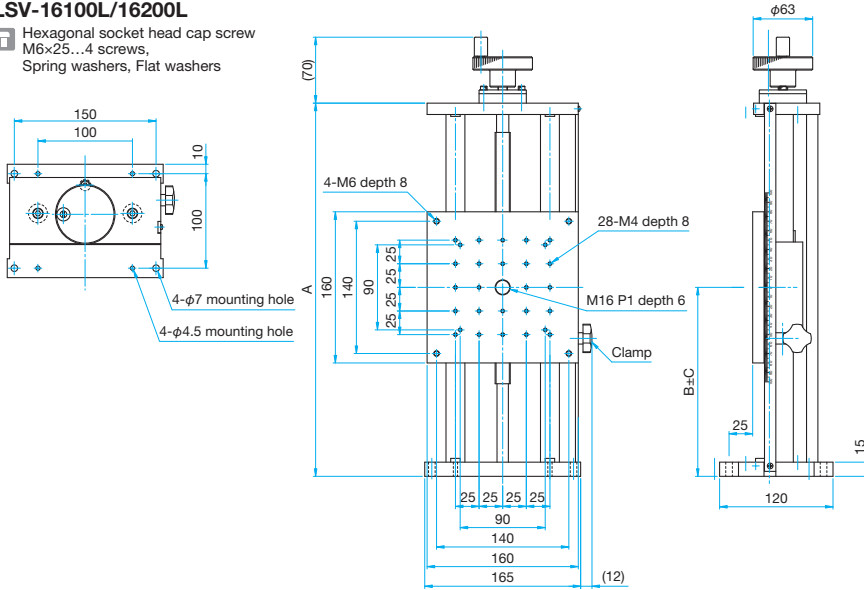 LSV-16100L/16200L
Hexagonal socket head cap screw
M6×25…4 screws,
Spring washers, Flat washers
150
100
10
100
4-φ7 mounting hole
4-φ4.5 mounting hole
(70)
A
160
140
90
25
25
25
25
4-M6 depth 8
28-M4 depth 8
M16 P1 depth 6
Clamp
25 25 25 25
90
140
160
165
(12)
φ63
B±C
25
15
120